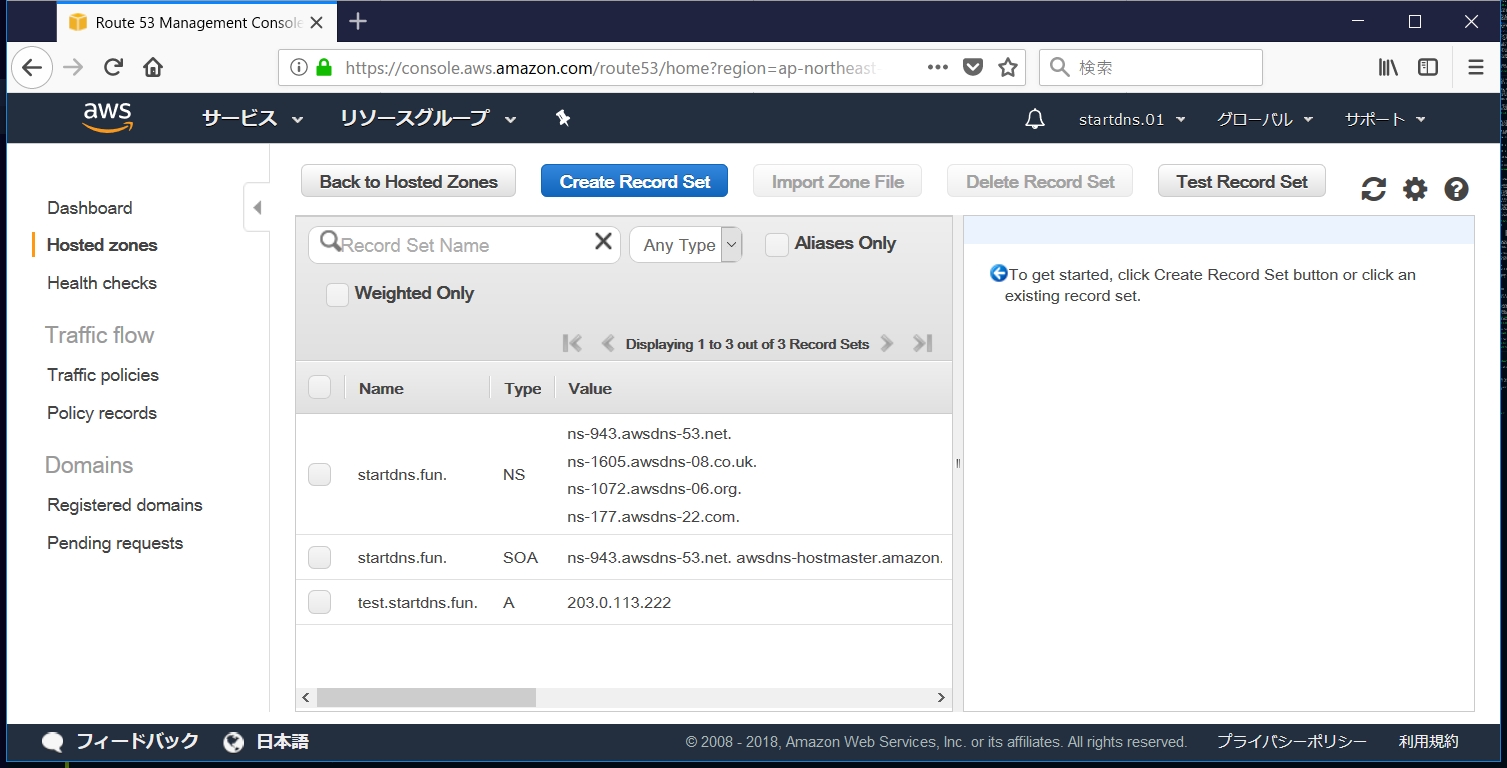 Route 53 Management Console
https://console.aws.amazon.com/route53/home?region=ap-northeast
検索
aws
サービス
リソースグループ
startdns.01
グローバル
サポート
Back to Hosted Zones
Create Record Set
Import Zone File
Delete Record Set
Test Record Set
Dashboard
Hosted zones
Health checks
Traffic flow
Traffic policies
Policy records
Domains
Registered domains
Pending requests
Record Set Name
Any Type
Aliases Only
Weighted Only
Displaying 1 to 3 out of 3 Record Sets
Name Type Value
startdns.fun. NS
ns-943.awsdns-53.net.
ns-1605.awsdns-08.co.uk.
ns-1072.awsdns-06.org.
ns-177.awsdns-22.com.
startdns.fun. SOA ns-943.awsdns-53.net. awsdns-hostmaster.amazon.
test.startdns.fun. A 203.0.113.222
To get started, click Create Record Set button or click an
existing record set.
フィードバック
日本語
© 2008 - 2018, Amazon Web Services, Inc. or its affiliates. All rights reserved.
プライバシーポリシー
利用規約